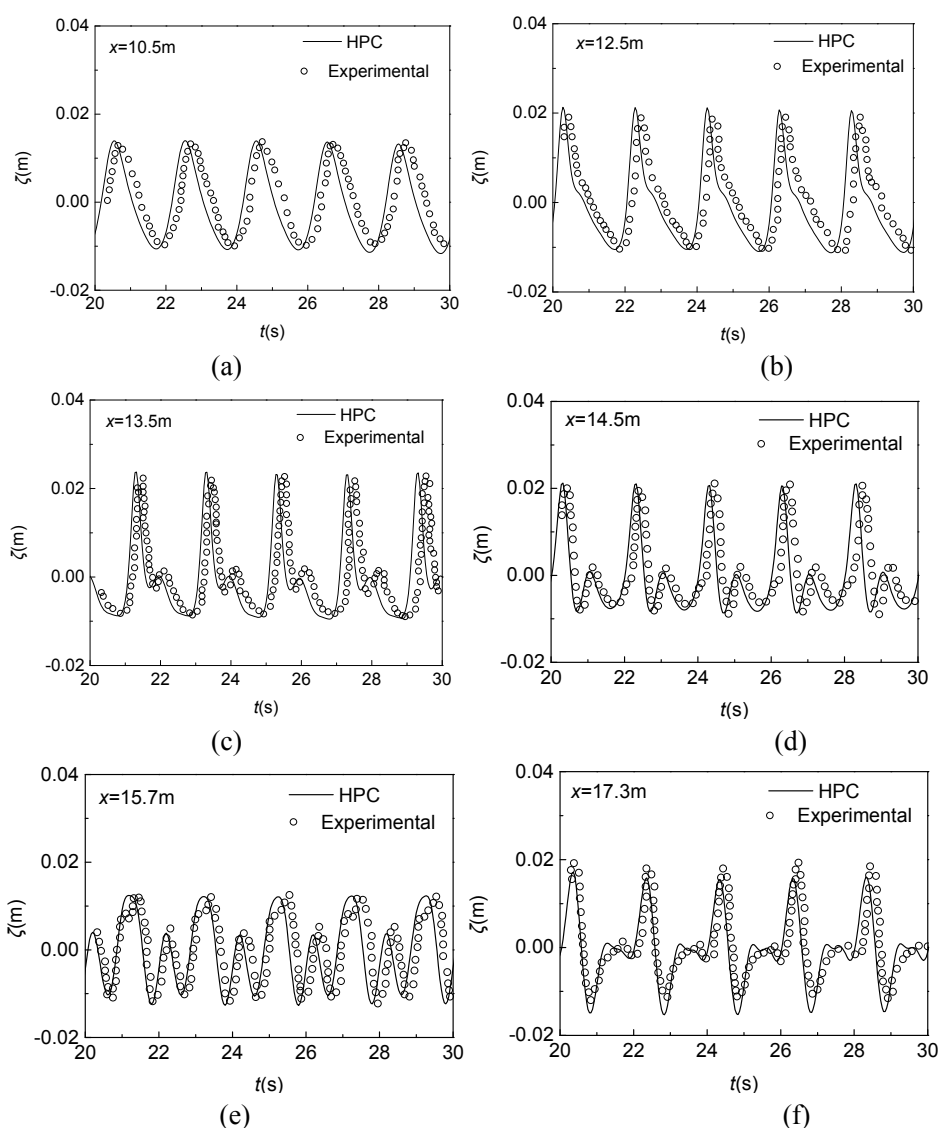 0.04
x=10.5m
HPC
Experimental
0.02
ζ(m)
0.00
-0.02
20 22 24 26 28 30
t(s)
(a)
0.04
x=12.5m
HPC
Experimental
0.02
ζ(m)
0.00
-0.02
20 22 24 26 28 30
t(s)
(b)
0.04
x=13.5m
HPC
Experimental
0.02
ζ(m)
0.00
-0.02
20 22 24 26 28 30
t(s)
(c)
0.04
x=14.5m
HPC
Experimental
0.02
ζ(m)
0.00
-0.02
20 22 24 26 28 30
t(s)
(d)
0.04
x=15.7m
HPC
Experimental
0.02
ζ(m)
0.00
-0.02
20 22 24 26 28 30
t(s)
(e)
0.04
x=17.3m
HPC
Experimental
0.02
ζ(m)
0.00
-0.02
20 22 24 26 28 30
t(s)
(f)